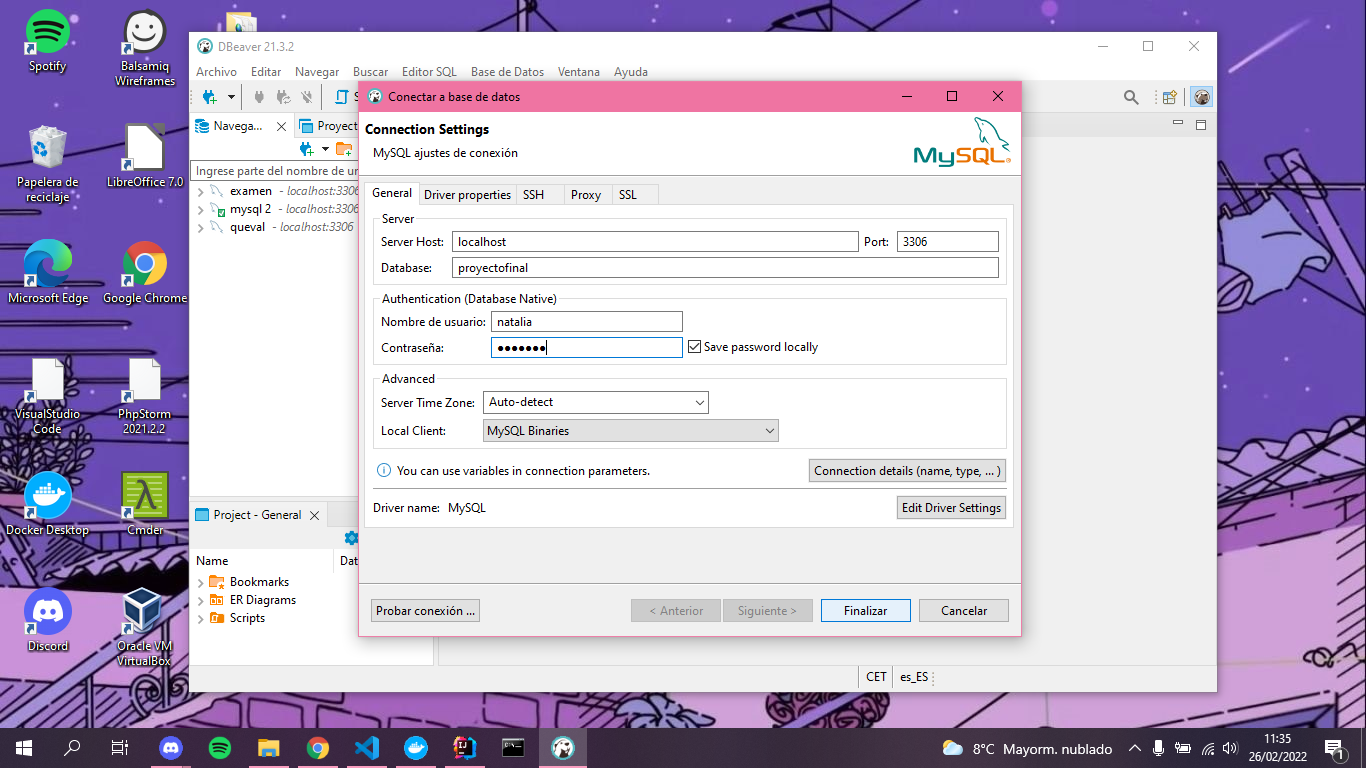 Spotify
Balsamiq
Wireframes
Papelera de
reciclaje
LibreOffice 7.0
Microsoft Edge
Google Chrome
VisualStudio
Code
PhpStorm
2021.2.2
Docker Desktop
Cmder
Discord
Oracle VM
VirtualBox
DBeaver 21.3.2
Archivo Editar Navegar Buscar Editor SQL Base de Datos Ventana Ayuda
Navega...
Proyect
Ingrese parte del nombre de
examen - localhost:3306
mysql 2 - localhost:3306
queval - localhost:3306
Project - General
Name
Dat
Bookmarks
ER Diagrams
Scripts
CET
es_ES
Conectar a base de datos
Connection Settings
MySQL ajustes de conexión
MySQL
General Driver properties SSH Proxy SSL
Server
Server Host: localhost Port: 3306
Database: proyectofinal
Authentication (Database Native)
Nombre de usuario: natalia
Contraseña: ●●●●●●● Save password locally
Advanced
Server Time Zone: Auto-detect
Local Client: MySQL Binaries
You can use variables in connection parameters.
Connection details (name, type, ... )
Driver name: MySQL
Edit Driver Settings
Probar conexión ... < Anterior Siguiente > Finalizar Cancelar
8°C Mayorm. nublado
11:35
26/02/2022
1